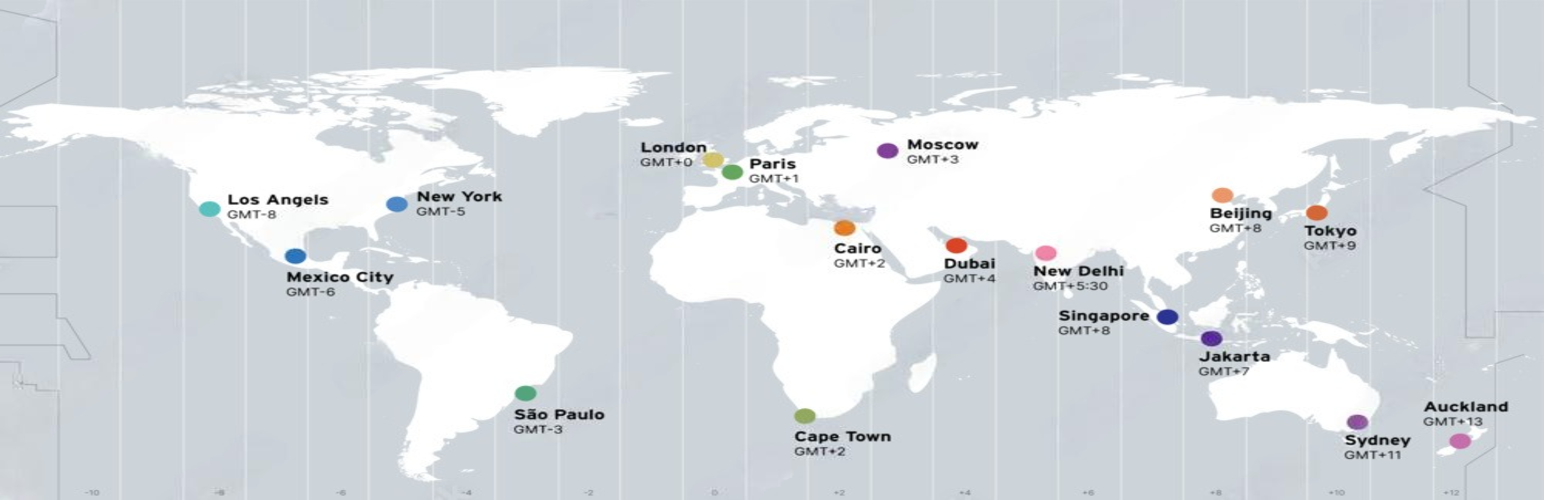 London
GMT+0
Moscow
GMT+3
Paris
GMT+1
Los Angels
GMT-8
New York
GMT-5
Beijing
GMT+8
Tokyo
GMT+9
Cairo
GMT+2
Dubai
GMT+4
New Delhi
GMT+5:30
Mexico City
GMT-6
Singapore
GMT+8
Jakarta
GMT+7
São Paulo
GMT-3
Auckland
GMT+13
Cape Town
GMT+2
Sydney
GMT+11
-10 -8 -6 -4 -2 0 +2 +4 +6 +8 +10 +12